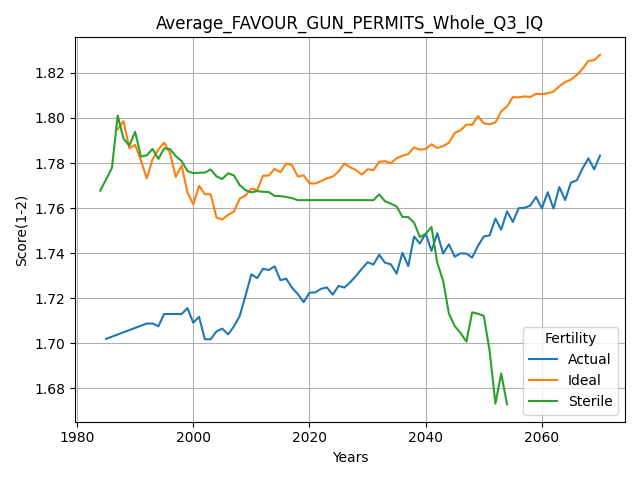 Average_FAVOUR_GUN_PERMITS_Whole_Q3_IQ
Score(1-2)
1.82
1.80
1.78
1.76
1.74
1.72
1.70
1.68
1980
2000
2020
2040
2060
Years
Fertility
Actual
Ideal
Sterile